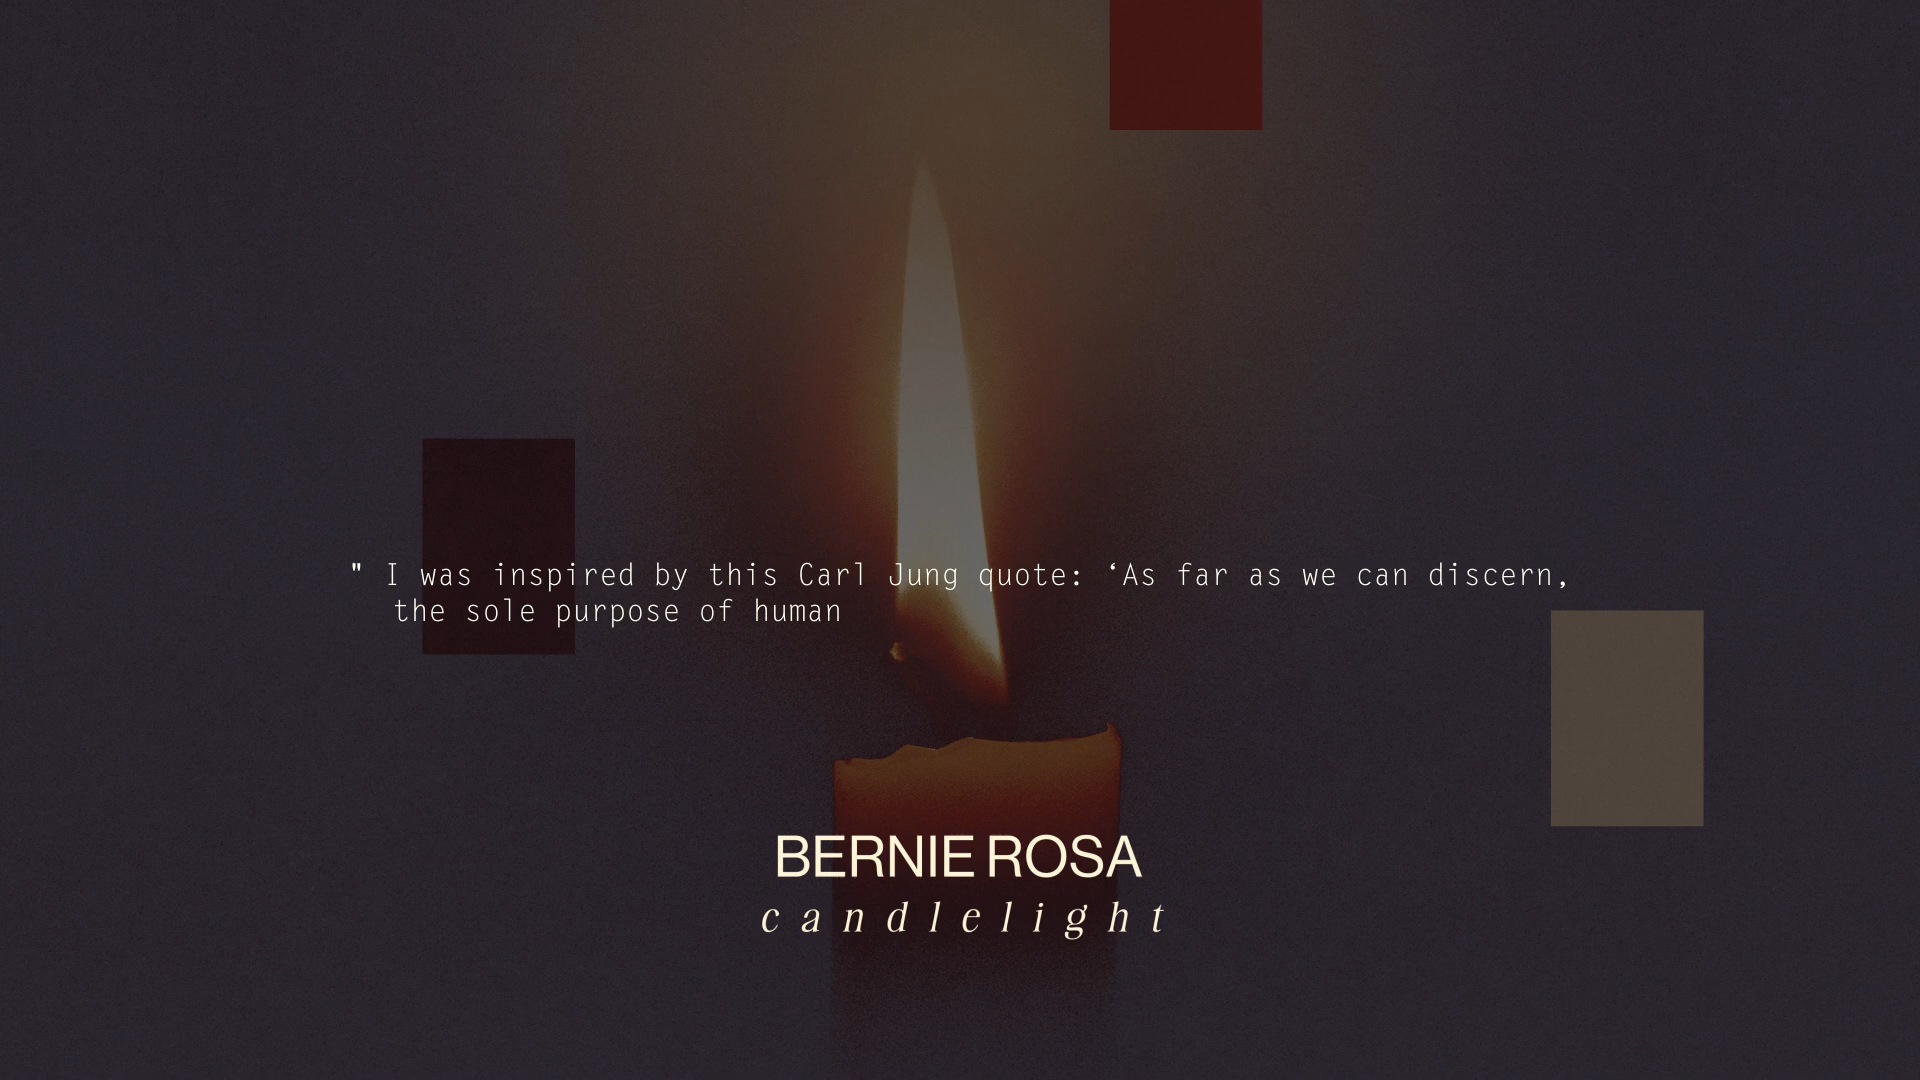 " I was inspired by this Carl Jung quote: ‘As far as we can discern,
the sole purpose of human
BERNIE ROSA
candlelight